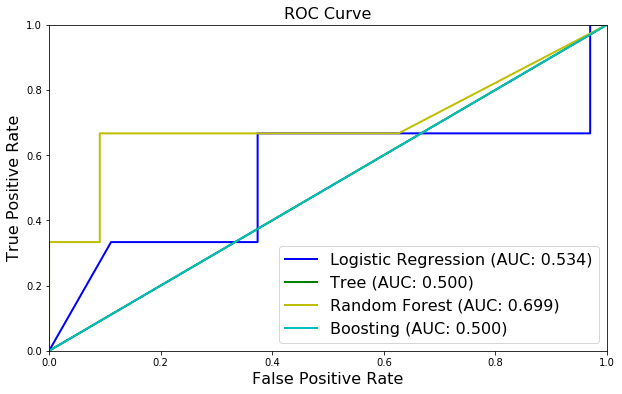 ROC Curve
True Positive Rate
1.0
0.8
0.6
0.4
0.2
0.0
Logistic Regression (AUC: 0.534)
Tree (AUC: 0.500)
Random Forest (AUC: 0.699)
Boosting (AUC: 0.500)
0.0 0.2 0.4 0.6 0.8 1.0
False Positive Rate